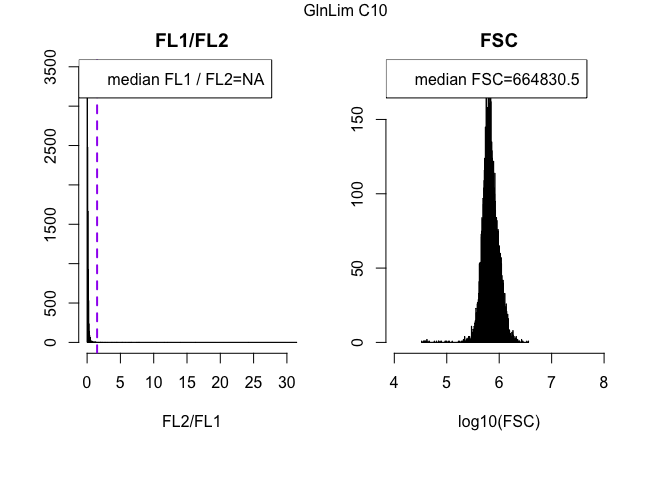 GlnLim C10
FL1/FL2
median FL1 / FL2=NA
3500
2500
1500
500
0
0 5 10 15 20 25 30
FL2/FL1
FSC
median FSC=664830.5
150
100
50
0
4 5 6 7 8
log10(FSC)